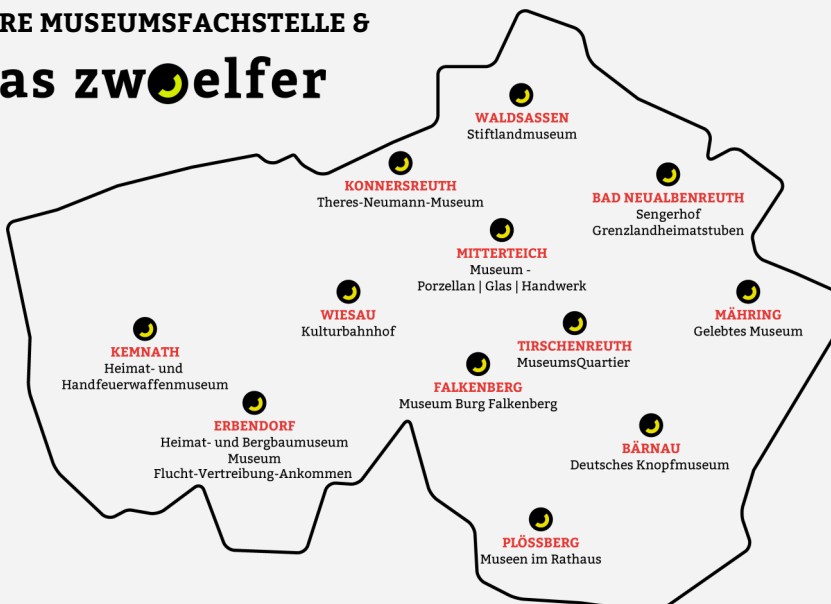 RE MUSEUMSFACHSTELLE &
as zwoelfer
WALDSASSEN
Stiftlandmuseum
KONNERSREUTH
Theres-Neumann-Museum
BAD NEUALBENREUTH
Sengerhof
Grenzlandheimatstuben
MITTERTEICH
Museum -
Porzellan | Glas | Handwerk
WIESAU
Kulturbahnhof
MÄHRING
Gelebtes Museum
TIRSCHENREUTH
MuseumsQuartier
KEMNATH
Heimat- und
Handfeuerwaffenmuseum
FALKENBERG
Museum Burg Falkenberg
ERBENDORF
Heimat- und Bergbaumuseum
Museum
Flucht-Vertreibung-Ankommen
BÄRNAU
Deutsches Knopfmuseum
PLÖSSBERG
Museen im Rathaus